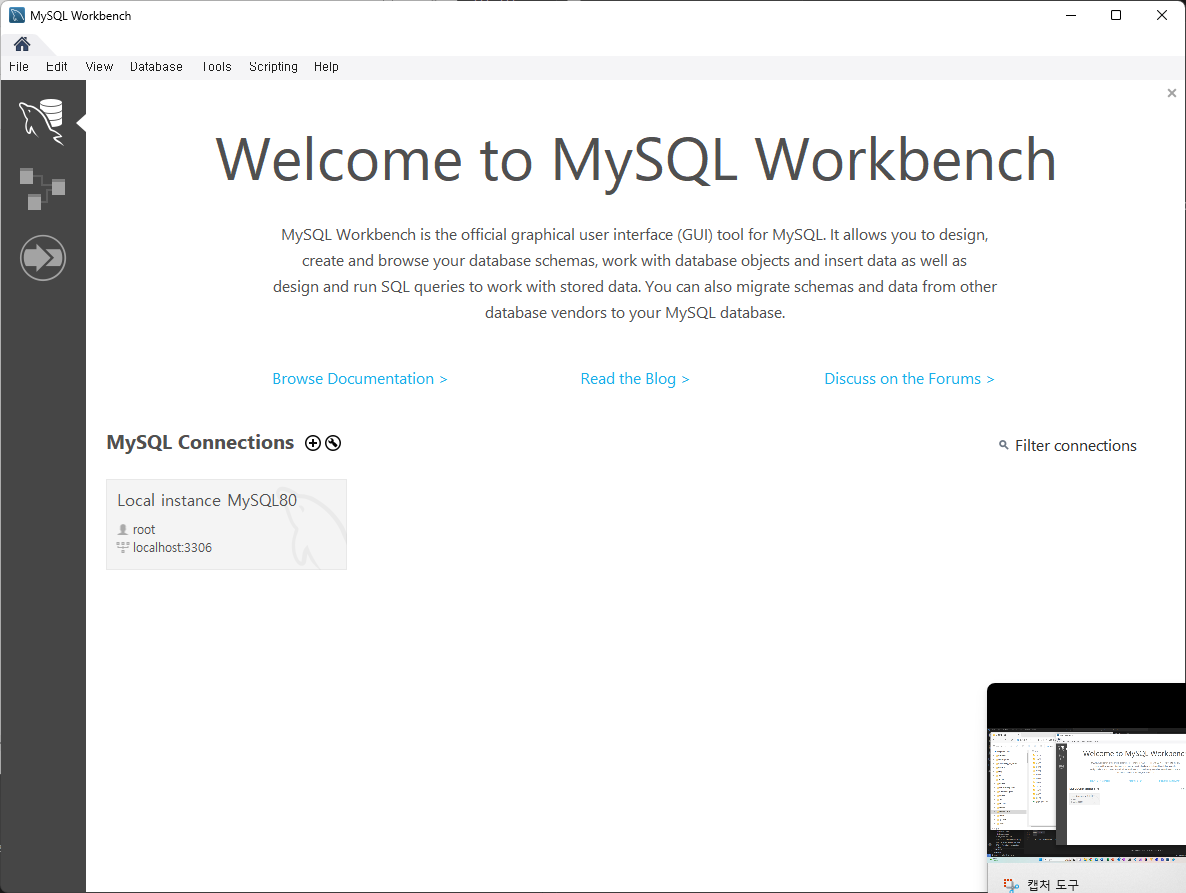 MySQL Workbench
File Edit View Database Tools Scripting Help
Welcome to MySQL Workbench
MySQL Workbench is the official graphical user interface (GUI) tool for MySQL. It allows you to design,
create and browse your database schemas, work with database objects and insert data as well as
design and run SQL queries to work with stored data. You can also migrate schemas and data from other
database vendors to your MySQL database.
Browse Documentation > Read the Blog > Discuss on the Forums >
MySQL Connections Filter connections
Local instance MySQL80
root
localhost:3306
Welcome to MySQL Workbenc
캡처 도구